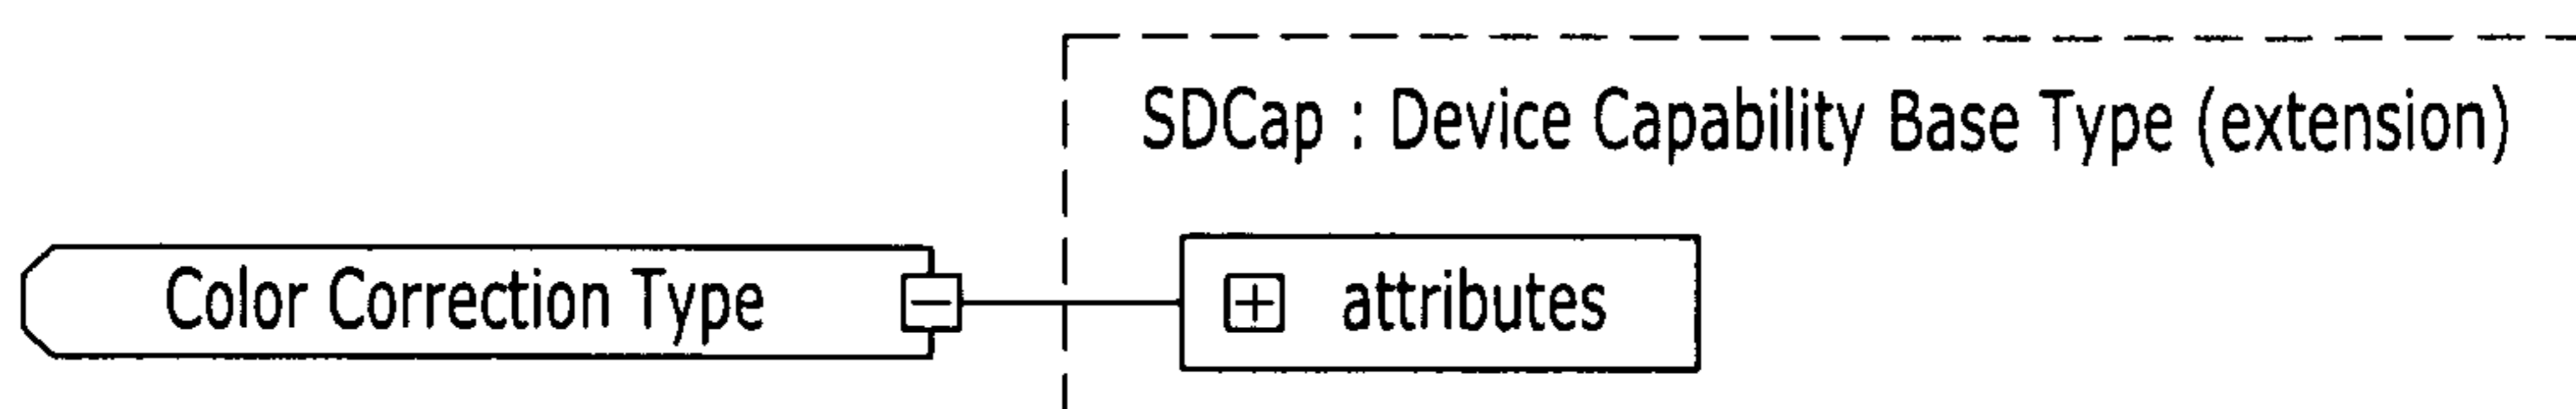 SDCap : Device Capability Base Type (extension)
Color Correction Type
attributes